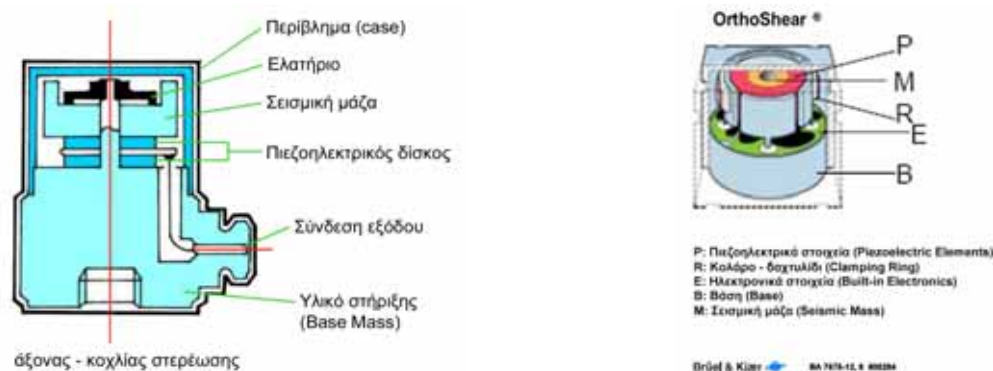 Περίβλημα (case)
Ελατήριο
Σεισμική μάζα
Πιεζοηλεκτρικός δίσκος
Σύνδεση εξόδου
Υλικό στήριξης
(Base Mass)
άξονας - κοχλίας στερέωσης
OrthoShear ®
P
M
R
E
B
P: Πιεζοηλεκτρικά στοιχεία (Piezoelectric Elements)
R: Κολάρο - δαχτυλίδι (Clamping Ring)
E: Ηλεκτρονικά στοιχεία (Built-in Electronics)
B: Βάση (Base)
M: Σεισμική μάζα (Seismic Mass)
Brüel & Kjær